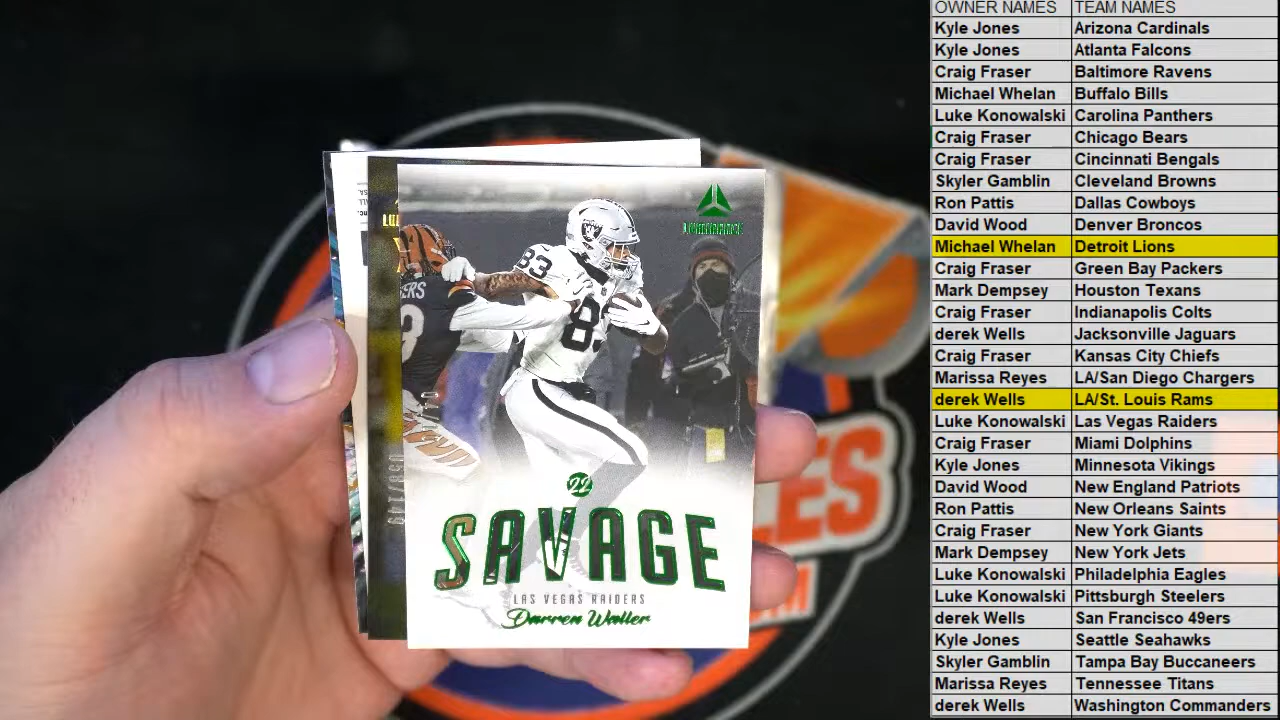 OWNER NAMES TEAM NAMES
Kyle Jones Arizona Cardinals
Kyle Jones Atlanta Falcons
Craig Fraser Baltimore Ravens
Michael Whelan Buffalo Bills
Luke Konowalski Carolina Panthers
Craig Fraser Chicago Bears
Craig Fraser Cincinnati Bengals
Skyler Gamblin Cleveland Browns
Ron Pattis Dallas Cowboys
David Wood Denver Broncos
Michael Whelan Detroit Lions
Craig Fraser Green Bay Packers
Mark Dempsey Houston Texans
Craig Fraser Indianapolis Colts
derek Wells Jacksonville Jaguars
Craig Fraser Kansas City Chiefs
Marissa Reyes LA/San Diego Chargers
derek Wells LA/St. Louis Rams
Luke Konowalski Las Vegas Raiders
Craig Fraser Miami Dolphins
Kyle Jones Minnesota Vikings
David Wood New England Patriots
Ron Pattis New Orleans Saints
Craig Fraser New York Giants
Mark Dempsey New York Jets
Luke Konowalski Philadelphia Eagles
Luke Konowalski Pittsburgh Steelers
derek Wells San Francisco 49ers
Kyle Jones Seattle Seahawks
Skyler Gamblin Tampa Bay Buccaneers
Marissa Reyes Tennessee Titans
derek Wells Washington Commanders
83
83
22
SAVAGE
LAS VEGAS RAIDERS
Darren Waller